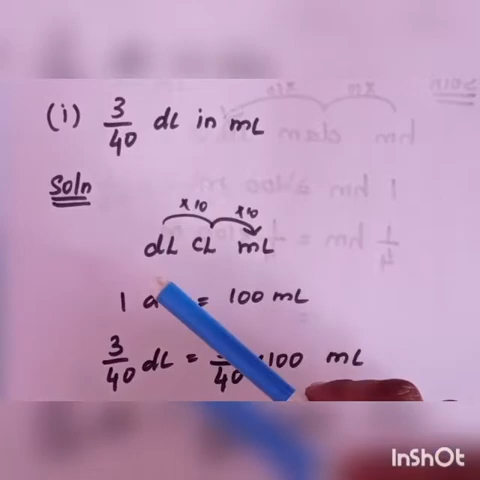 (i) 3/40 dL in mL
Soln
×10 ×10
dL CL mL
1 = 100 mL
3/40 dL = /40 ×100 mL
InShOt